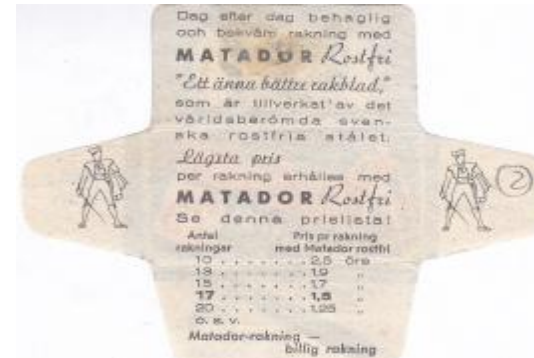 Dag efter dag behaglig
och bekväm rakning med
MATADOR Rostfri
"Ett ännu bättre rakblad,"
som är tillverkat av det
världsberömda sven-
ska rostfria stålet.
Lägsta pris
per rakning erhålles med
MATADOR Rostfri
Se denna prislista!
Antal Pris pr rakning
rakningar med Matador rostfri
10 . . . . . . . 2,5 öre
13 . . . . . . . 1,9 „
15 . . . . . . . 1,7 „
17 . . . . . . . 1,5 „
20 . . . . . . . 1,25 „
o. s. v.
Matador-rakning —
billig rakning
2